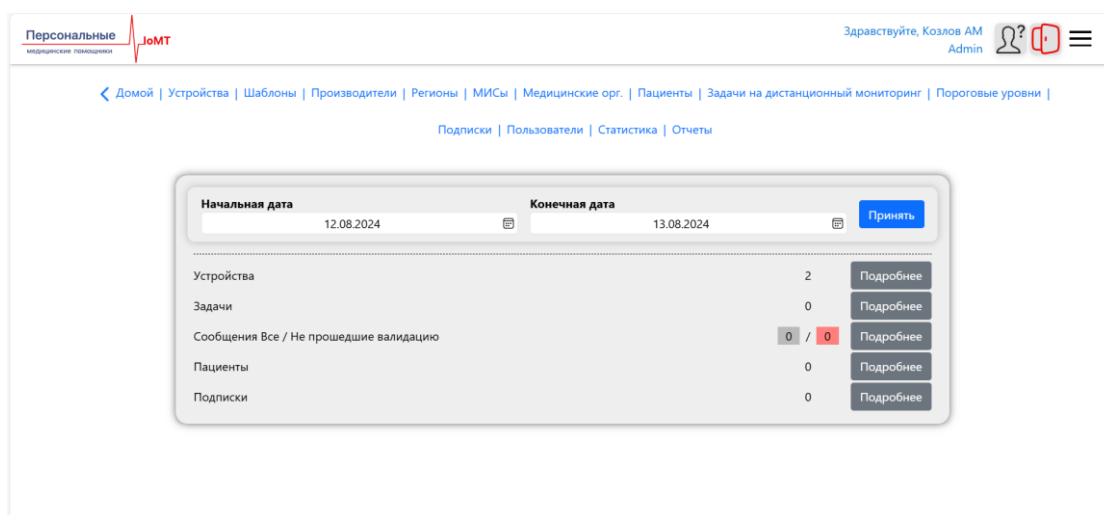 Персональные
медицинские помощники
IoMT
Здравствуйте, Козлов АМ
Admin
?
Домой | Устройства | Шаблоны | Производители | Регионы | МИСы | Медицинские орг. | Пациенты | Задачи на дистанционный мониторинг | Пороговые уровни |
Подписки | Пользователи | Статистика | Отчеты
Начальная дата Конечная дата
12.08.2024 13.08.2024 Принять
Устройства 2 Подробнее
Задачи 0 Подробнее
Сообщения Все / Не прошедшие валидацию 0 / 0 Подробнее
Пациенты 0 Подробнее
Подписки 0 Подробнее